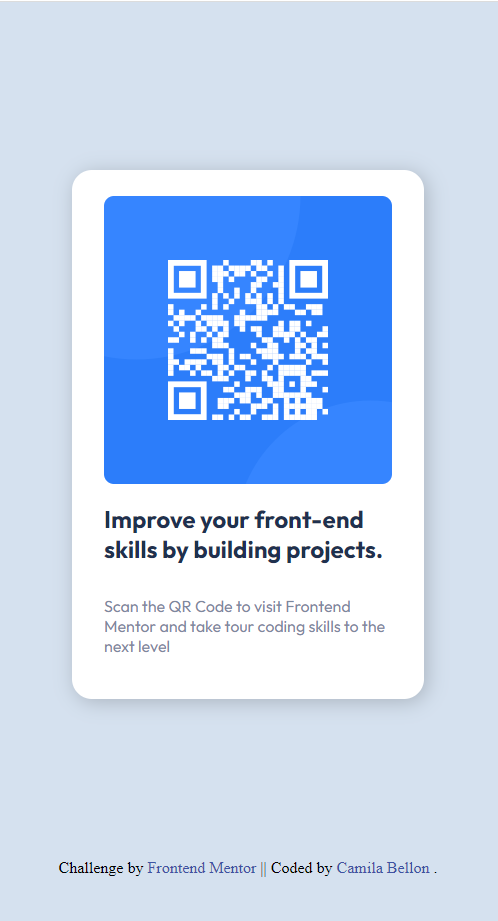 Improve your front-end
skills by building projects.
Scan the QR Code to visit Frontend
Mentor and take tour coding skills to the
next level
Challenge by Frontend Mentor || Coded by Camila Bellon .